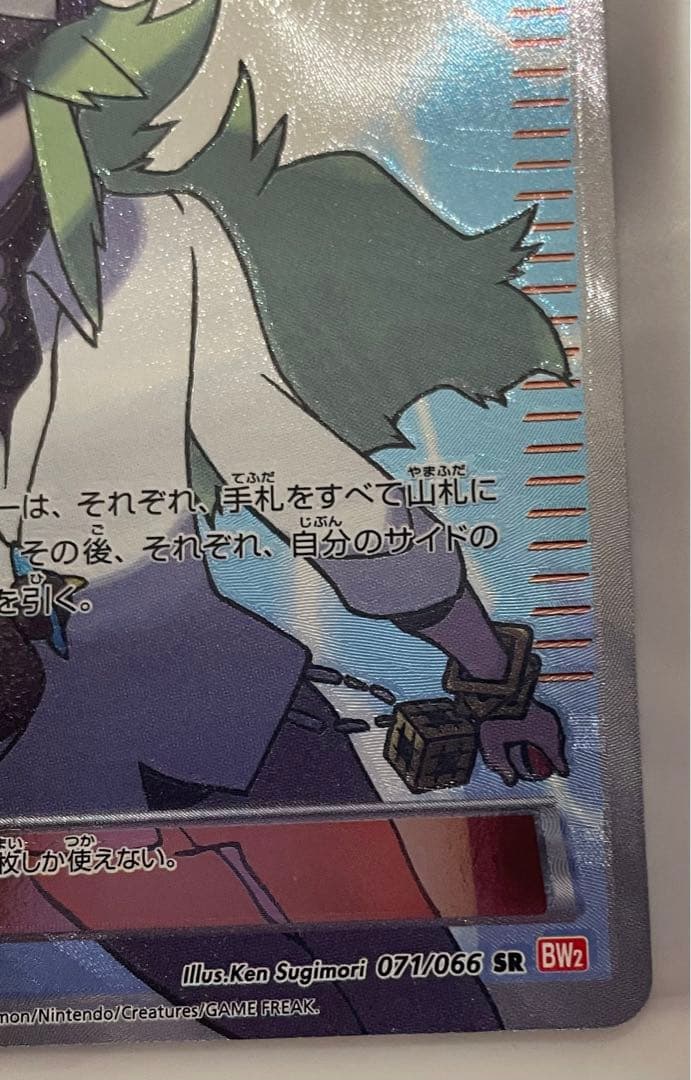 ーは、それぞれ、手札をすべて山札に
その後、それぞれ、自分のサイドの
を引く。
枚しか使えない。
Illus.Ken Sugimori 071/066 SR BW2
mon/Nintendo/Creatures/GAME FREAK.